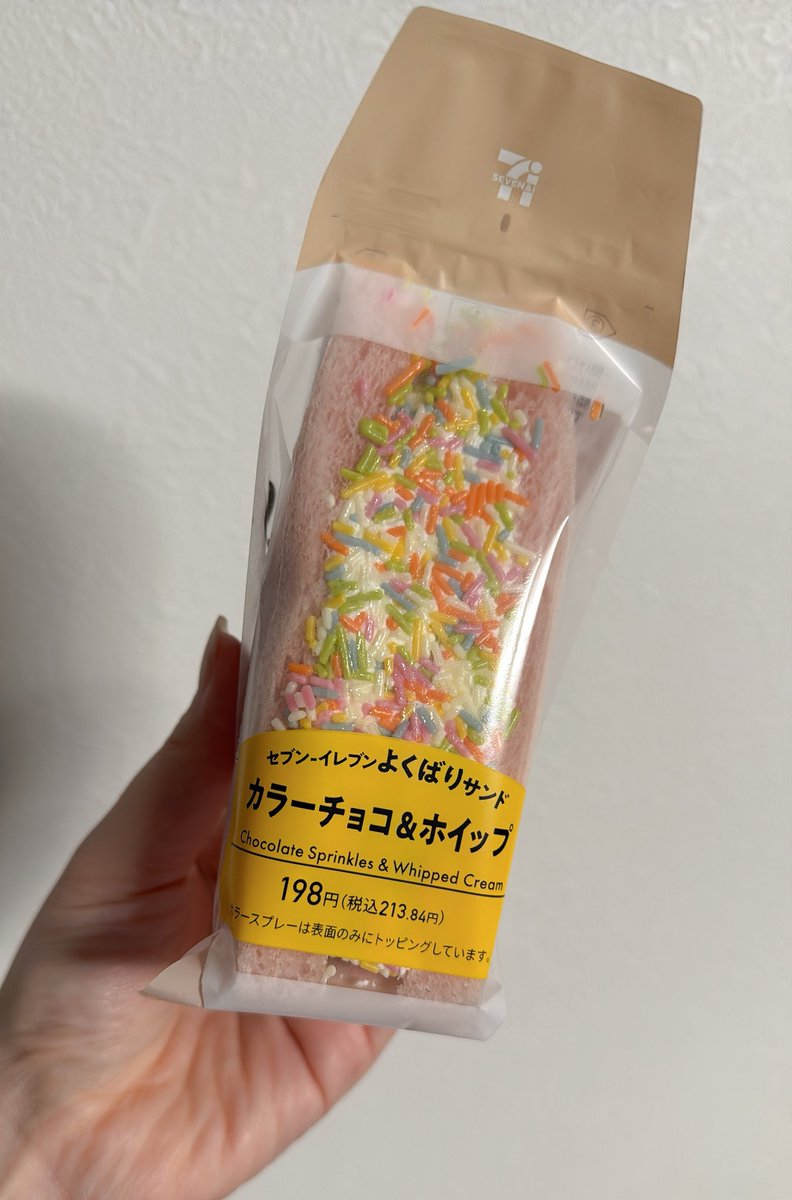 セブン-イレブンよくばりサンド
カラーチョコ&ホイップ
Chocolate Sprinkles & Whipped Cream
198円(税込213.84円)
カラースプレーは表面のみにトッピングしています。